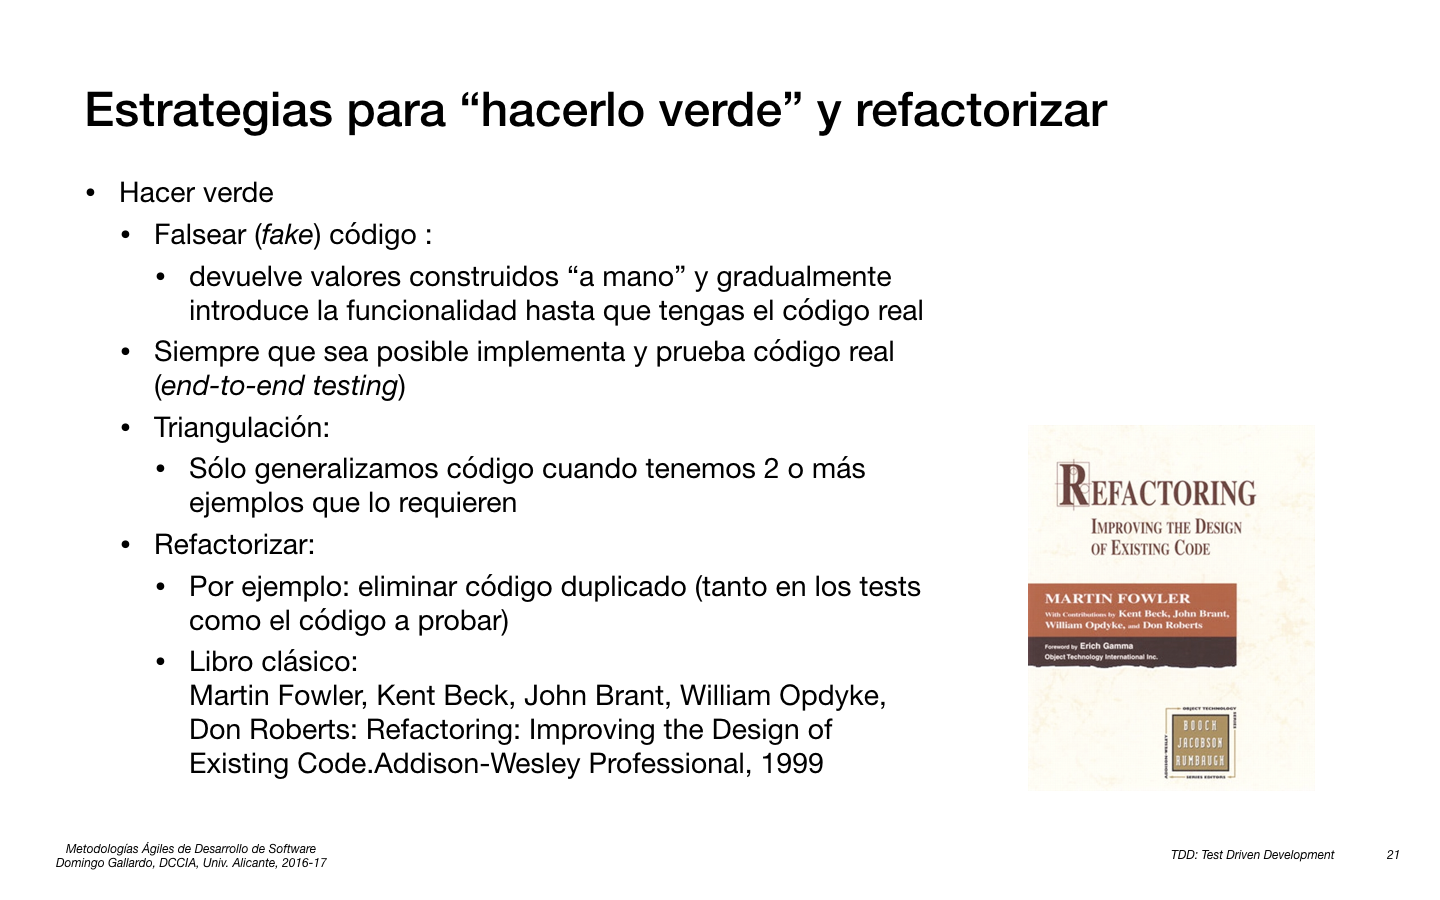 Estrategias para “hacerlo verde” y refactorizar
• Hacer verde
• Falsear (fake) código :
• devuelve valores construidos “a mano” y gradualmente
introduce la funcionalidad hasta que tengas el código real
• Siempre que sea posible implementa y prueba código real
(end-to-end testing)
• Triangulación:
• Sólo generalizamos código cuando tenemos 2 o más
ejemplos que lo requieren
• Refactorizar:
• Por ejemplo: eliminar código duplicado (tanto en los tests
como el código a probar)
• Libro clásico:
Martin Fowler, Kent Beck, John Brant, William Opdyke,
Don Roberts: Refactoring: Improving the Design of
Existing Code.Addison-Wesley Professional, 1999
REFACTORING
IMPROVING THE DESIGN
OF EXISTING CODE
MARTIN FOWLER
With Contributions by Kent Beck, John Brant,
William Opdyke, and Don Roberts
Foreword by Erich Gamma
Object Technology International Inc.
OBJECT TECHNOLOGY
SERIES
ADDISON-WESLEY
BOOCH
JACOBSON
RUMBAUGH
SERIES EDITORS
Metodologías Ágiles de Desarrollo de Software
Domingo Gallardo, DCCIA, Univ. Alicante, 2016-17
TDD: Test Driven Development
21